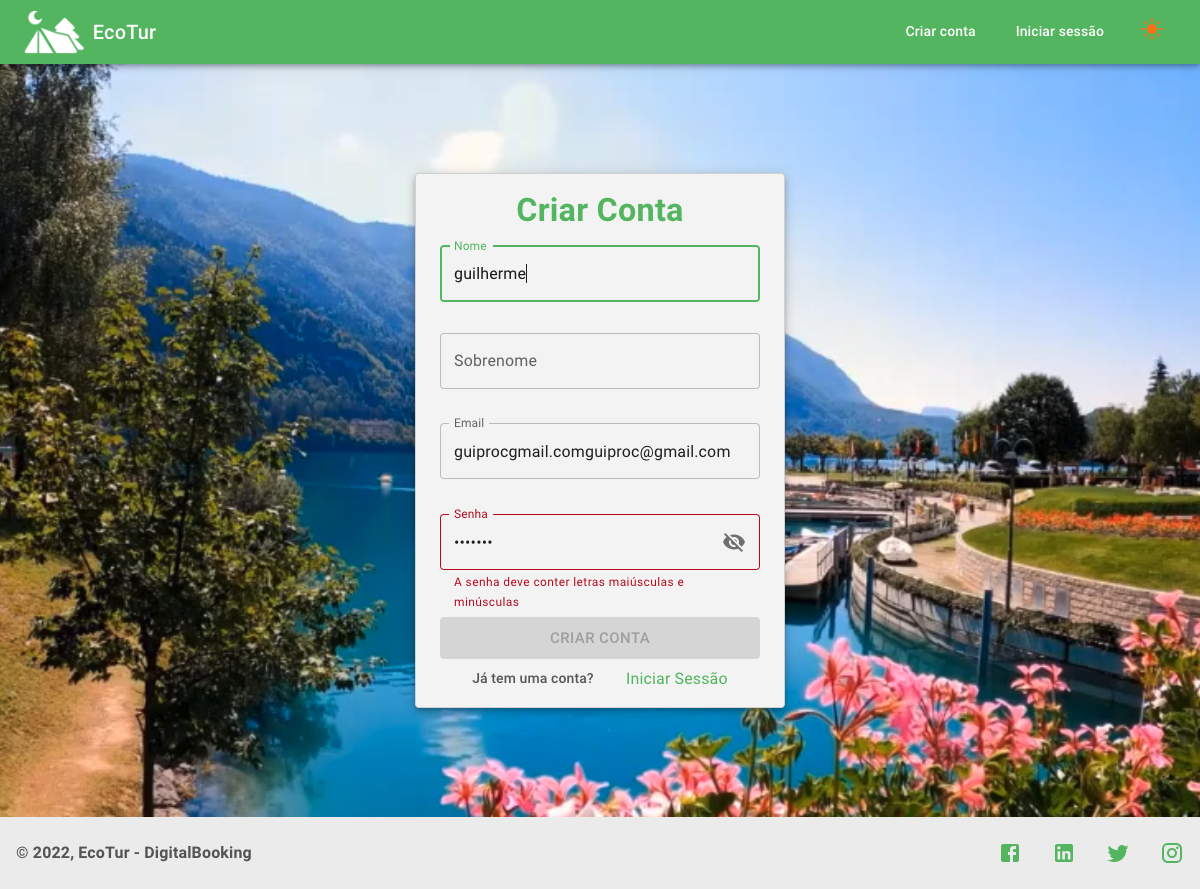 EcoTur
Criar conta
Iniciar sessão
Criar Conta
Nome
guilherme
Sobrenome
Email
guiprocgmail.comguiproc@gmail.com
Senha
•••••••
A senha deve conter letras maiúsculas e
minúsculas
CRIAR CONTA
Já tem uma conta? Iniciar Sessão
© 2022, EcoTur - DigitalBooking